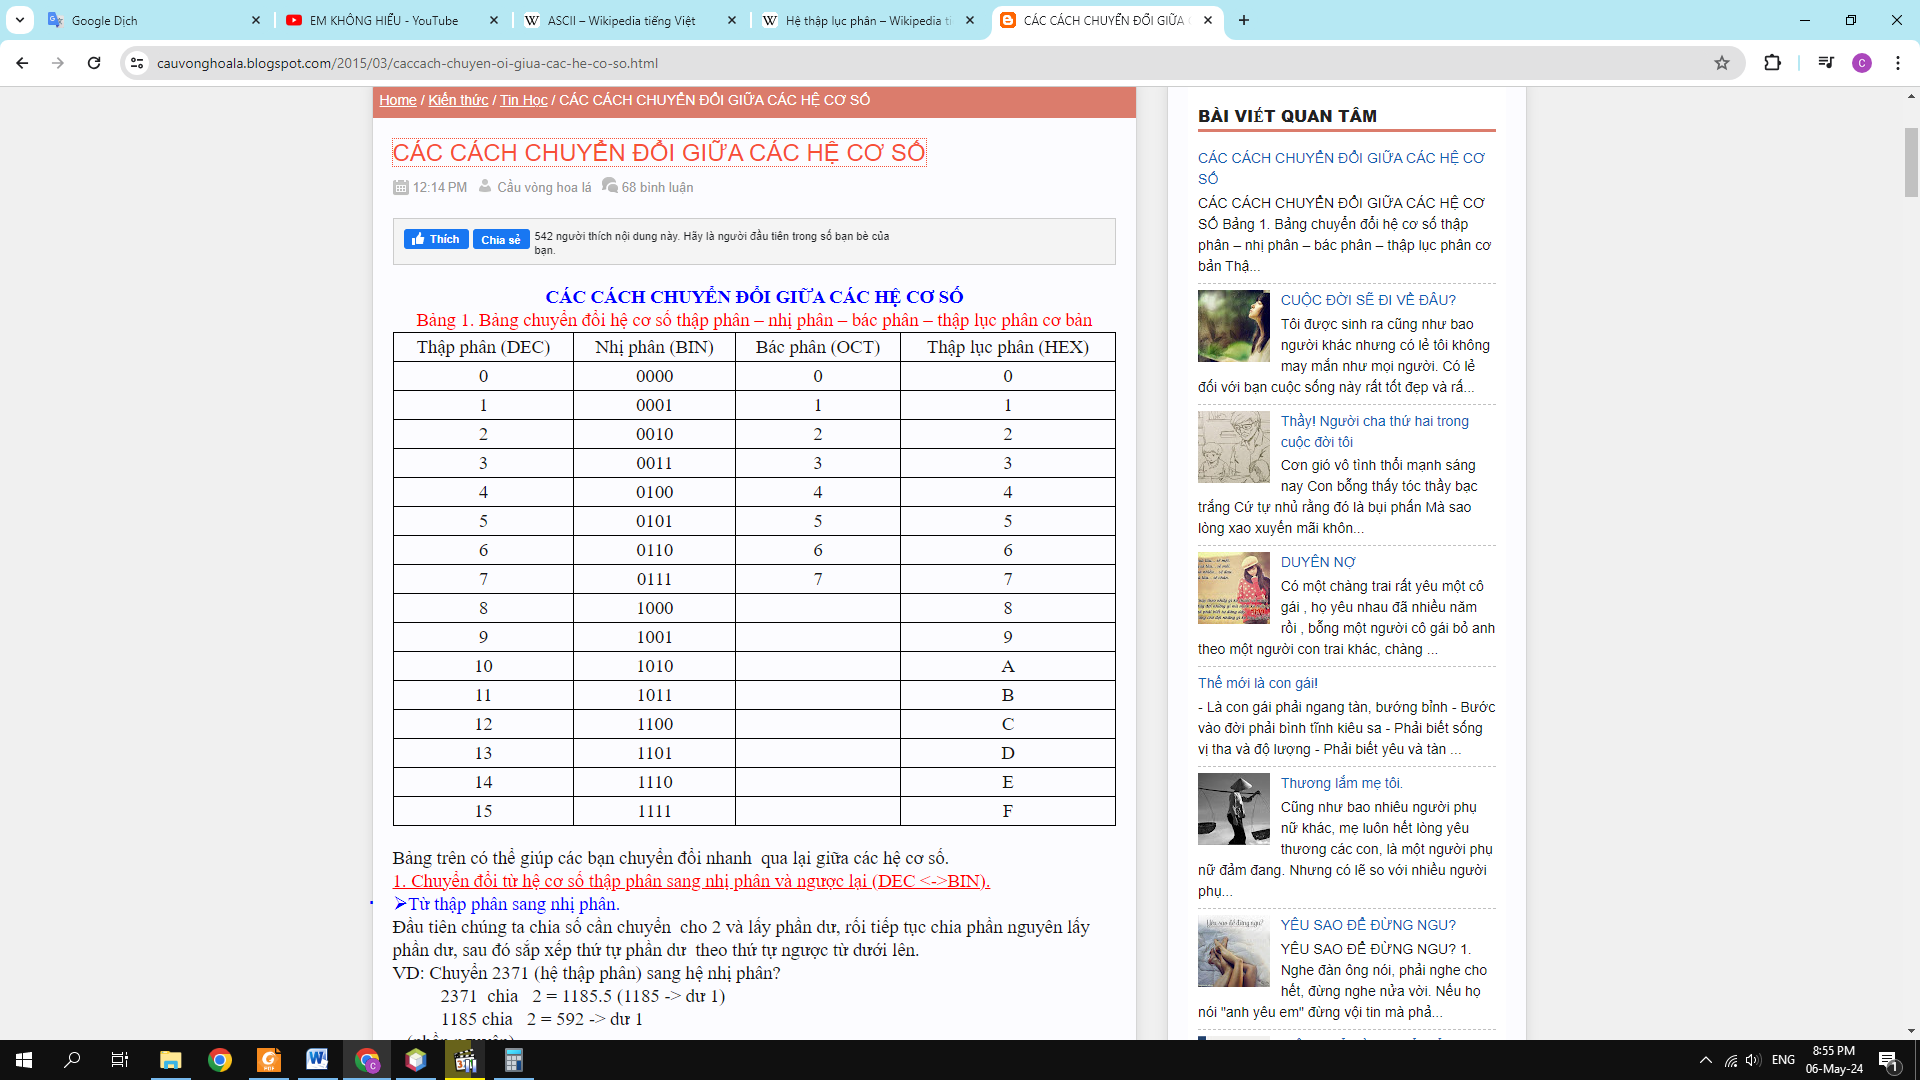 Google Dịch
EM KHÔNG HIỂU - YouTube
ASCII – Wikipedia tiếng Việt
Hệ thập lục phân – Wikipedia ti
CÁC CÁCH CHUYỂN ĐỔI GIỮA
cauvonghoala.blogspot.com/2015/03/caccach-chuyen-oi-giua-cac-he-co-so.html
C
Home / Kiến thức / Tin Học / CÁC CÁCH CHUYỂN ĐỔI GIỮA CÁC HỆ CƠ SỐ
CÁC CÁCH CHUYỂN ĐỔI GIỮA CÁC HỆ CƠ SỐ
12:14 PM Cầu vòng hoa lá 68 bình luận
Thích Chia sẻ 542 người thích nội dung này. Hãy là người đầu tiên trong số bạn bè của
bạn.
CÁC CÁCH CHUYỂN ĐỔI GIỮA CÁC HỆ CƠ SỐ
Bảng 1. Bảng chuyển đổi hệ cơ số thập phân – nhị phân – bác phân – thập lục phân cơ bản
Thập phân (DEC) Nhị phân (BIN) Bác phân (OCT) Thập lục phân (HEX)
0 0000 0 0
1 0001 1 1
2 0010 2 2
3 0011 3 3
4 0100 4 4
5 0101 5 5
6 0110 6 6
7 0111 7 7
8 1000 8
9 1001 9
10 1010 A
11 1011 B
12 1100 C
13 1101 D
14 1110 E
15 1111 F
Bảng trên có thể giúp các bạn chuyển đổi nhanh qua lại giữa các hệ cơ số.
1. Chuyển đổi từ hệ cơ số thập phân sang nhị phân và ngược lại (DEC <->BIN).
➢Từ thập phân sang nhị phân.
Đầu tiên chúng ta chia số cần chuyển cho 2 và lấy phần dư, rồi tiếp tục chia phần nguyên lấy
phần dư, sau đó sắp xếp thứ tự phần dư theo thứ tự ngược từ dưới lên.
VD: Chuyển 2371 (hệ thập phân) sang hệ nhị phân?
2371 chia 2 = 1185.5 (1185 -> dư 1)
1185 chia 2 = 592 -> dư 1
BÀI VIẾT QUAN TÂM
CÁC CÁCH CHUYỂN ĐỔI GIỮA CÁC HỆ CƠ
SỐ
CÁC CÁCH CHUYỂN ĐỔI GIỮA CÁC HỆ CƠ
SỐ Bảng 1. Bảng chuyển đổi hệ cơ số thập
phân – nhị phân – bác phân – thập lục phân cơ
bản Thậ...
CUỘC ĐỜI SẼ ĐI VỀ ĐÂU?
Tôi được sinh ra cũng như bao
người khác nhưng có lẻ tôi không
may mắn như mọi người. Có lẻ
đối với bạn cuộc sống này rất tốt đẹp và rấ...
Thầy! Người cha thứ hai trong
cuộc đời tôi
Cơn gió vô tình thổi mạnh sáng
nay Con bỗng thấy tóc thầy bạc
trắng Cứ tự nhủ rằng đó là bụi phấn Mà sao
lòng xao xuyến mãi khôn...
DUYÊN NỢ
Có một chàng trai rất yêu một cô
gái , họ yêu nhau đã nhiều năm
rồi , bỗng một người cô gái bỏ anh
theo một người con trai khác, chàng ...
Thế mới là con gái!
- Là con gái phải ngang tàn, bướng bỉnh - Bước
vào đời phải bình tĩnh kiêu sa - Phải biết sống
vị tha và độ lượng - Phải biết yêu và tàn ...
Thương lắm mẹ tôi.
Cũng như bao nhiêu người phụ
nữ khác, mẹ luôn hết lòng yêu
thương các con, là một người phụ
nữ đảm đang. Nhưng có lẽ so với nhiều người
phụ...
YÊU SAO ĐỂ ĐỪNG NGU?
YÊU SAO ĐỂ ĐỪNG NGU? 1.
Nghe đàn ông nói, phải nghe cho
hết, đừng nghe nửa vời. Nếu họ
nói "anh yêu em" đừng vội tin mà phả...
ENG
8:55 PM
06-May-24
1